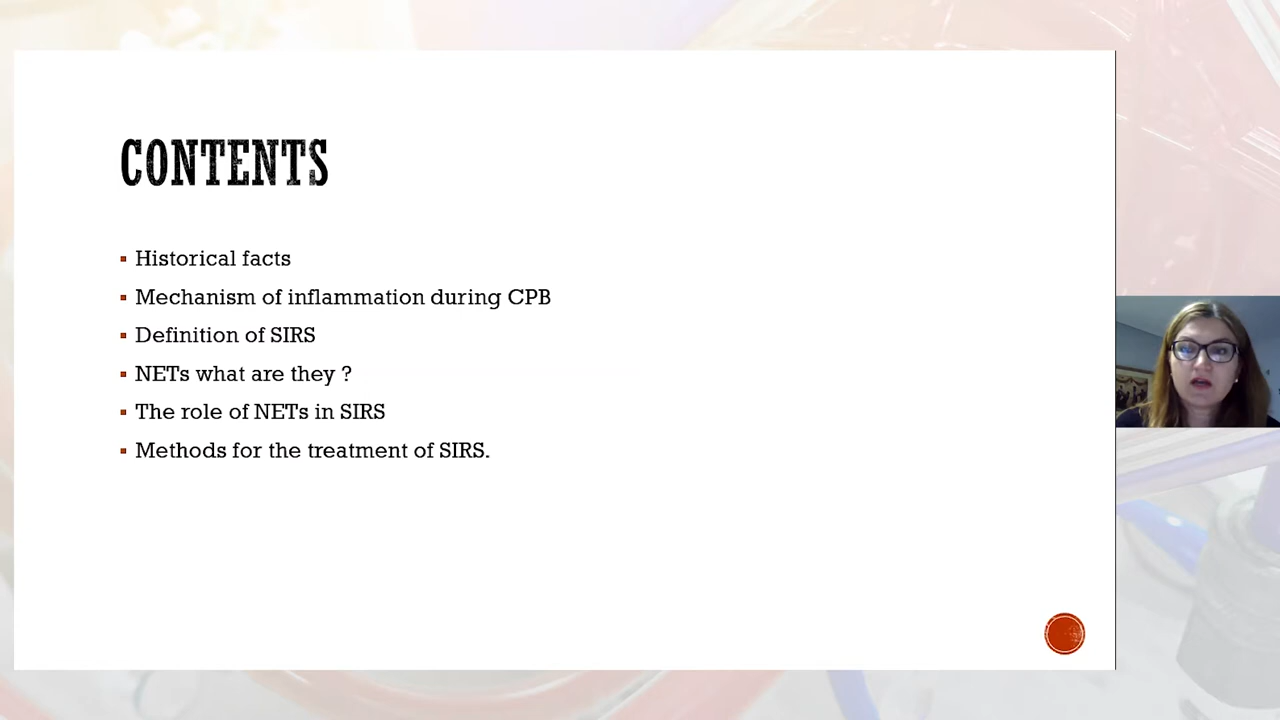 CONTENTS
Historical facts
Mechanism of inflammation during CPB
Definition of SIRS
NETs what are they ?
The role of NETs in SIRS
Methods for the treatment of SIRS.